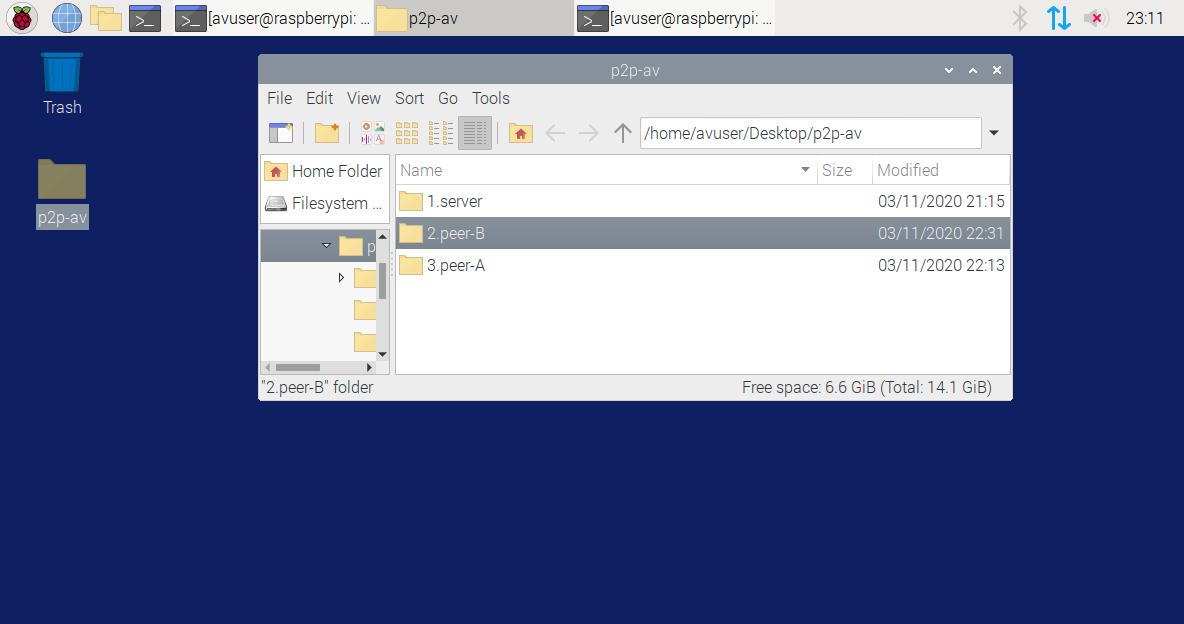 [avuser@raspberrypi: ...
p2p-av
[avuser@raspberrypi: ...
23:11
Trash
p2p-av
p2p-av
File Edit View Sort Go Tools
/home/avuser/Desktop/p2p-av
Home Folder
Filesystem ...
p
Name Size Modified
1.server 03/11/2020 21:15
2.peer-B 03/11/2020 22:31
3.peer-A 03/11/2020 22:13
"2.peer-B" folder
Free space: 6.6 GiB (Total: 14.1 GiB)